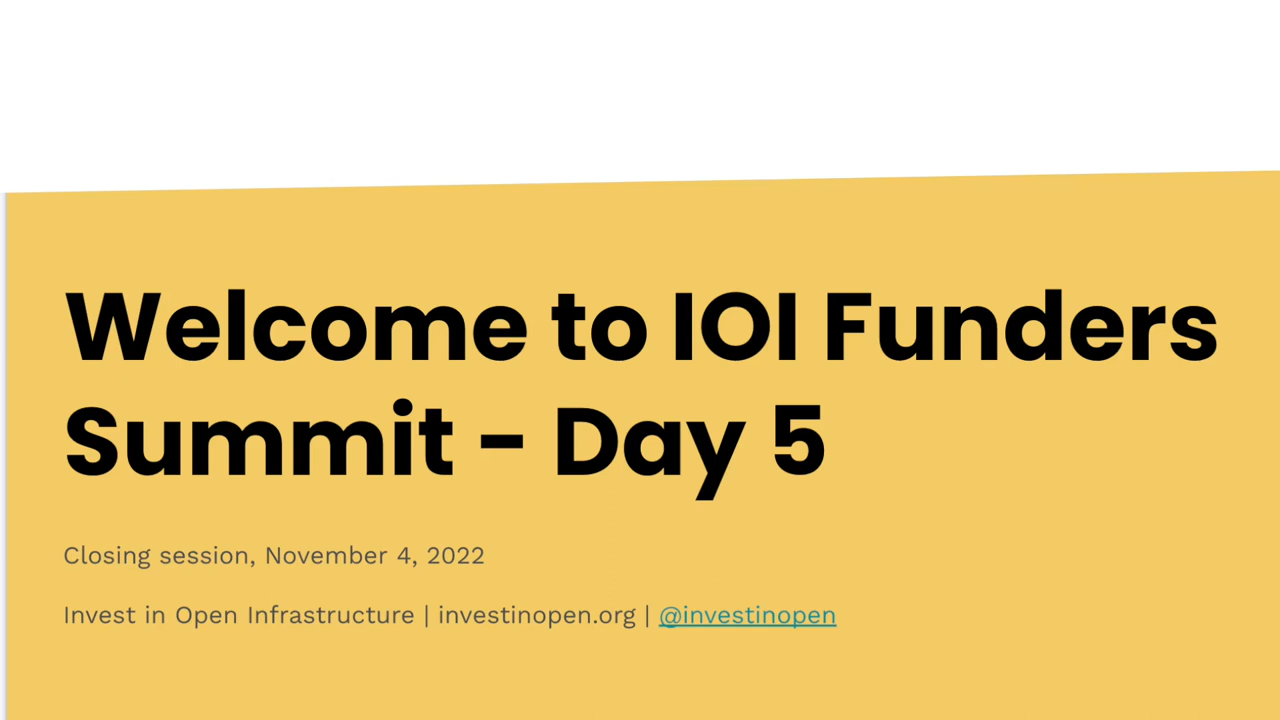 Welcome to IOI Funders
Summit - Day 5
Closing session, November 4, 2022
Invest in Open Infrastructure | investinopen.org | @investinopen